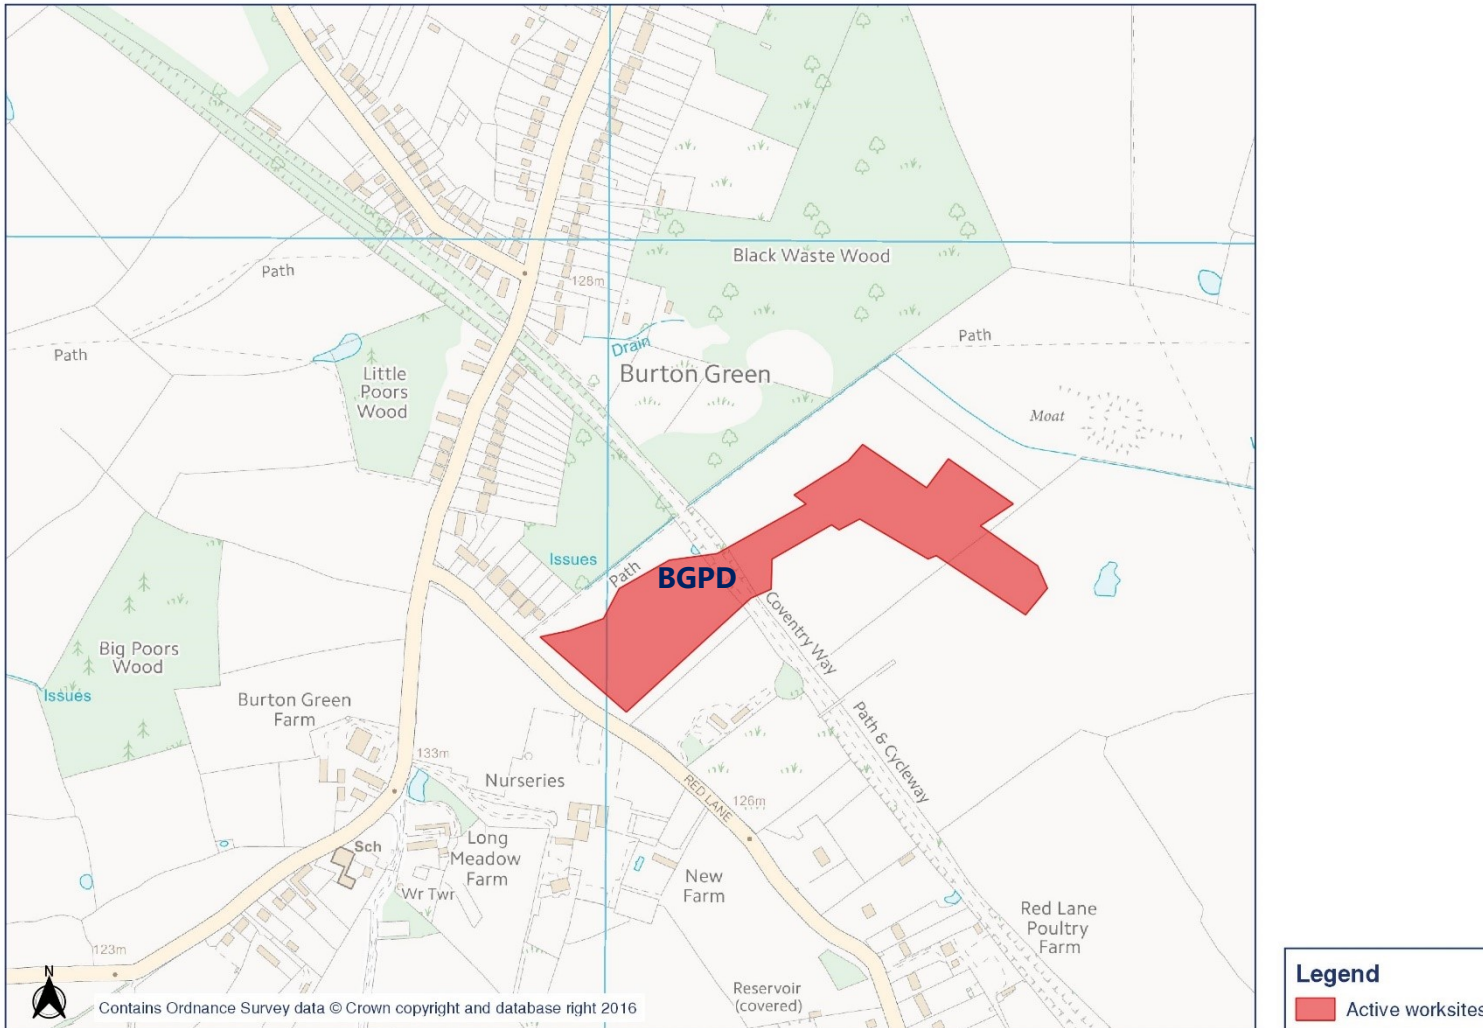 Black Waste Wood
Path
128m
Path
Path
Drain
Little
Poors
Wood
Burton Green
Moat
Issues
Path
BGPD
Coventry Way
Big Poors
Wood
Issues
Burton Green
Farm
133m
Nurseries
Path & Cycleway
RED LANE
126m
Sch
Long
Meadow
Farm
Wr Twr
New
Farm
Red Lane
Poultry
Farm
123m
N
Contains Ordnance Survey data © Crown copyright and database right 2016
Reservoir
(covered)
Legend
Active worksites